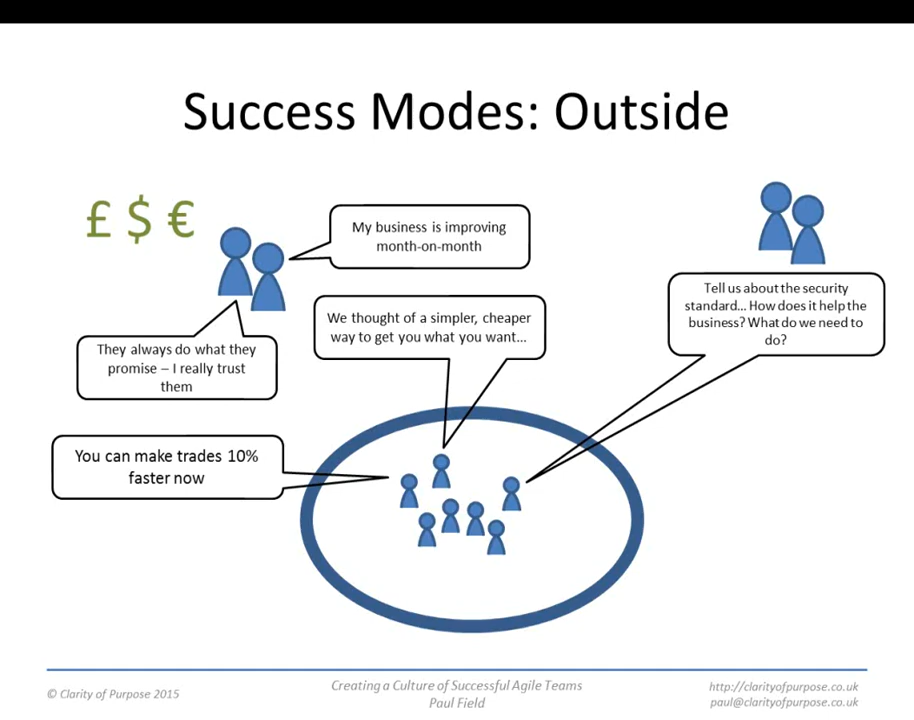 Success Modes: Outside
£ $ €
My business is improving
month-on-month
We thought of a simpler, cheaper
way to get you what you want...
Tell us about the security
standard... How does it help the
business? What do we need to
do?
They always do what they
promise – I really trust
them
You can make trades 10%
faster now
© Clarity of Purpose 2015
Creating a Culture of Successful Agile Teams
Paul Field
http://clarityofpurpose.co.uk
paul@clarityofpurpose.co.uk